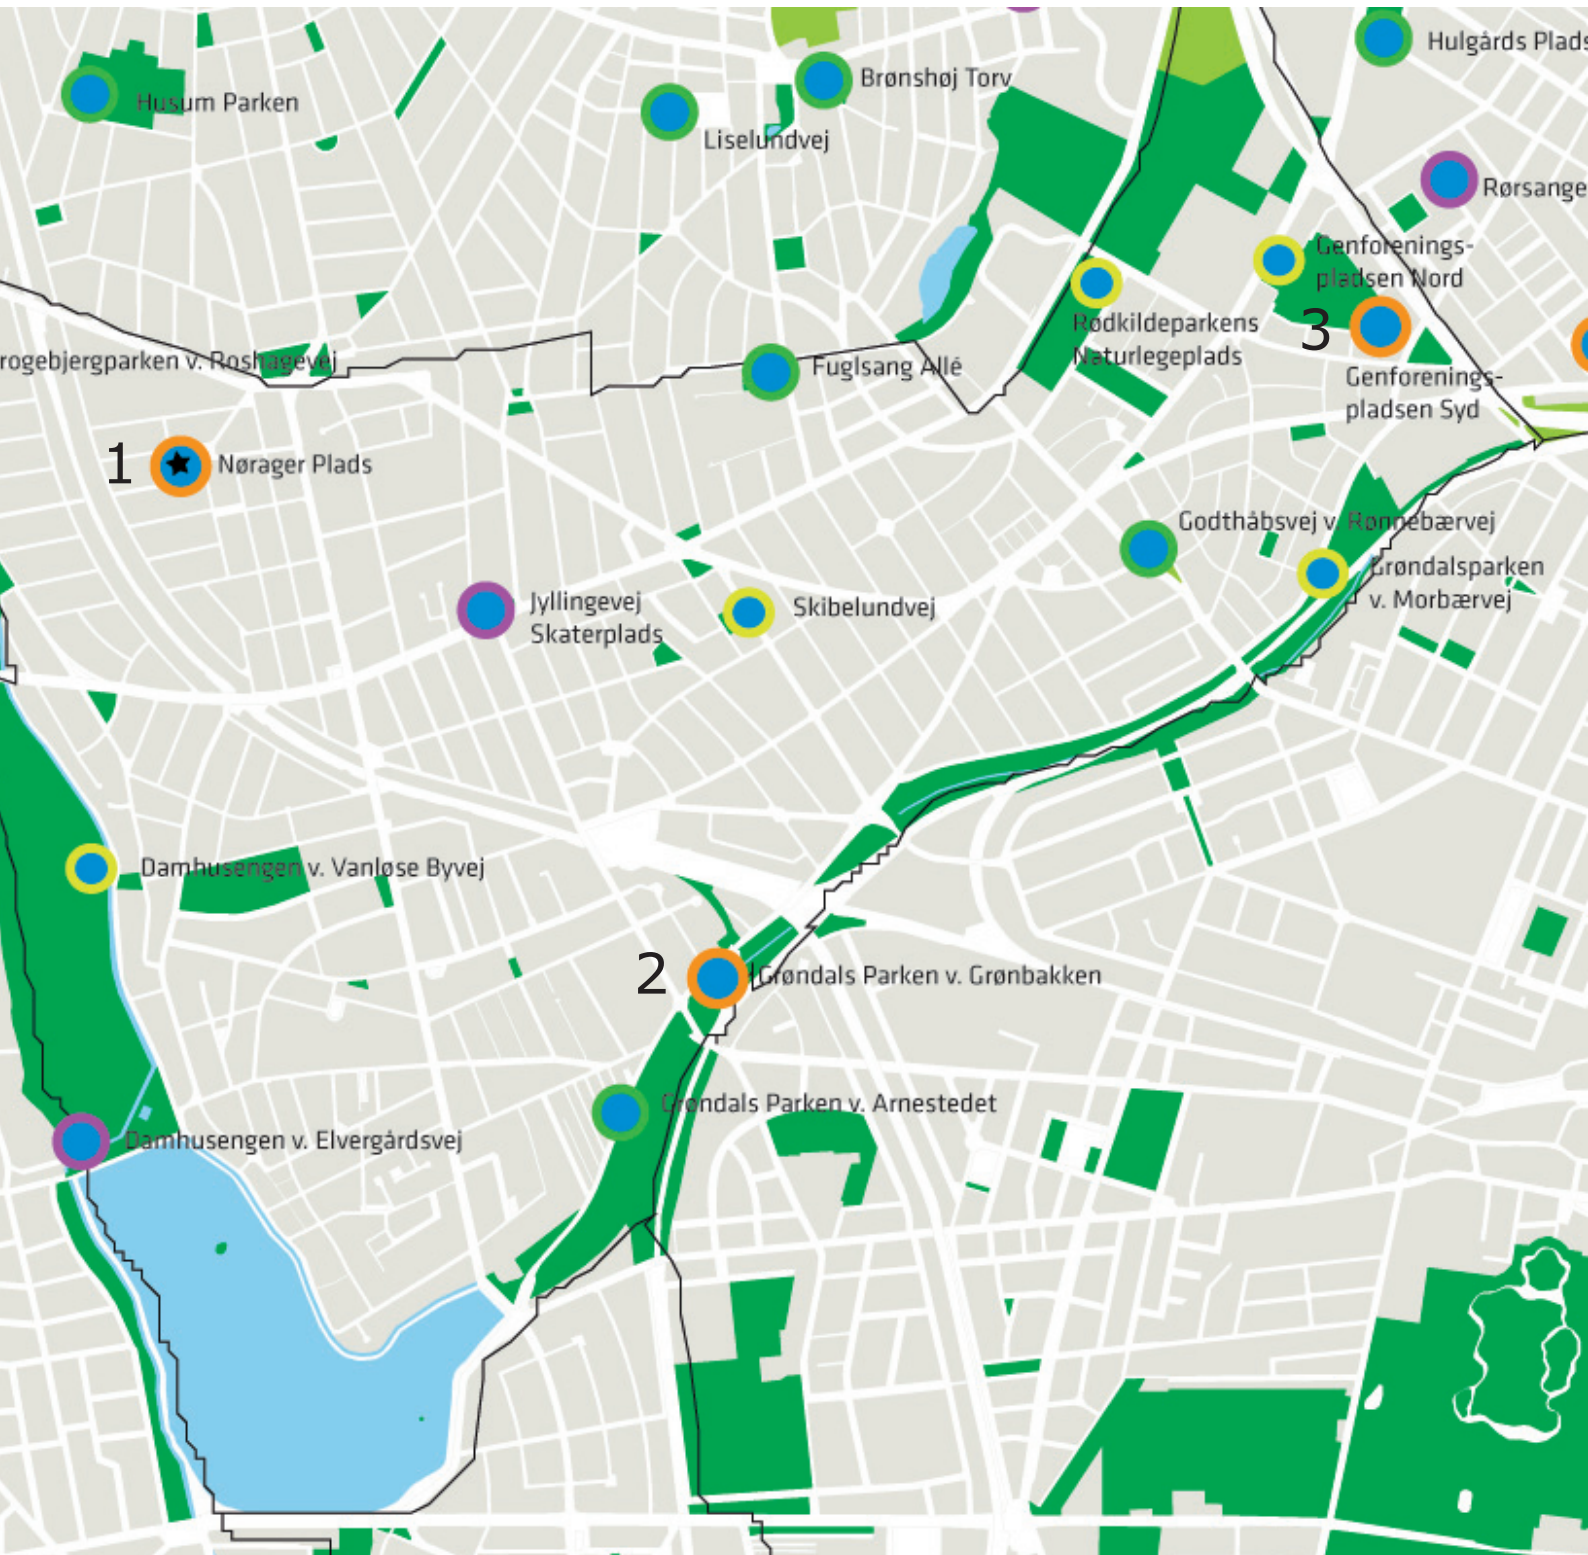 Hulgårds Plads
Brønshøj Torv
Husum Parken
Liselundvej
Rørsange
Genforenings-
pladsen Nord
Rødkildeparkens
Naturlegeplads
3
rogebjergparken v. Roshagevej
Fuglsang Allé
Genforenings-
pladsen Syd
1
Nørager Plads
Godthåbsvej v. Rønnebærvej
Grøndalsparken
v. Morbærvej
Jyllingevej
Skaterplads
Skibelundvej
Damhusengen v. Vanløse Byvej
2
Grøndals Parken v. Grønbakken
Grøndals Parken v. Arnestedet
Damhusengen v. Elvergårdsvej